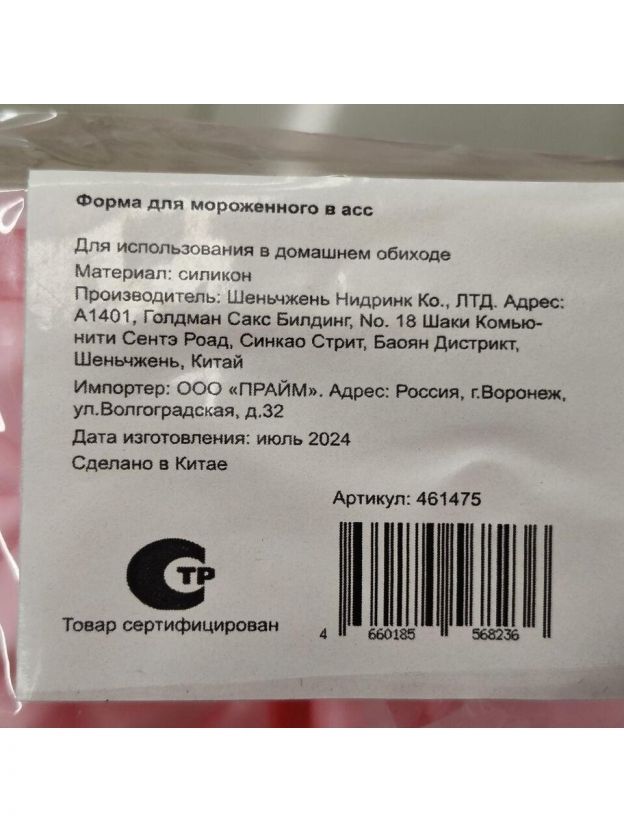 Форма для мороженного в асс
Для использования в домашнем обиходе
Материал: силикон
Производитель: Шеньчжень Нидринк Ко., ЛТД. Адрес:
А1401, Голдман Сакс Билдинг, No. 18 Шаки Комью-
нити Сентэ Роад, Синкао Стрит, Баоян Дистрикт,
Шеньчжень, Китай
Импортер: ООО «ПРАЙМ». Адрес: Россия, г.Воронеж,
ул.Волгоградская, д.32
Дата изготовления: июль 2024
Сделано в Китае
Артикул: 461475
СТР
Товар сертифицирован
4 660185 568236